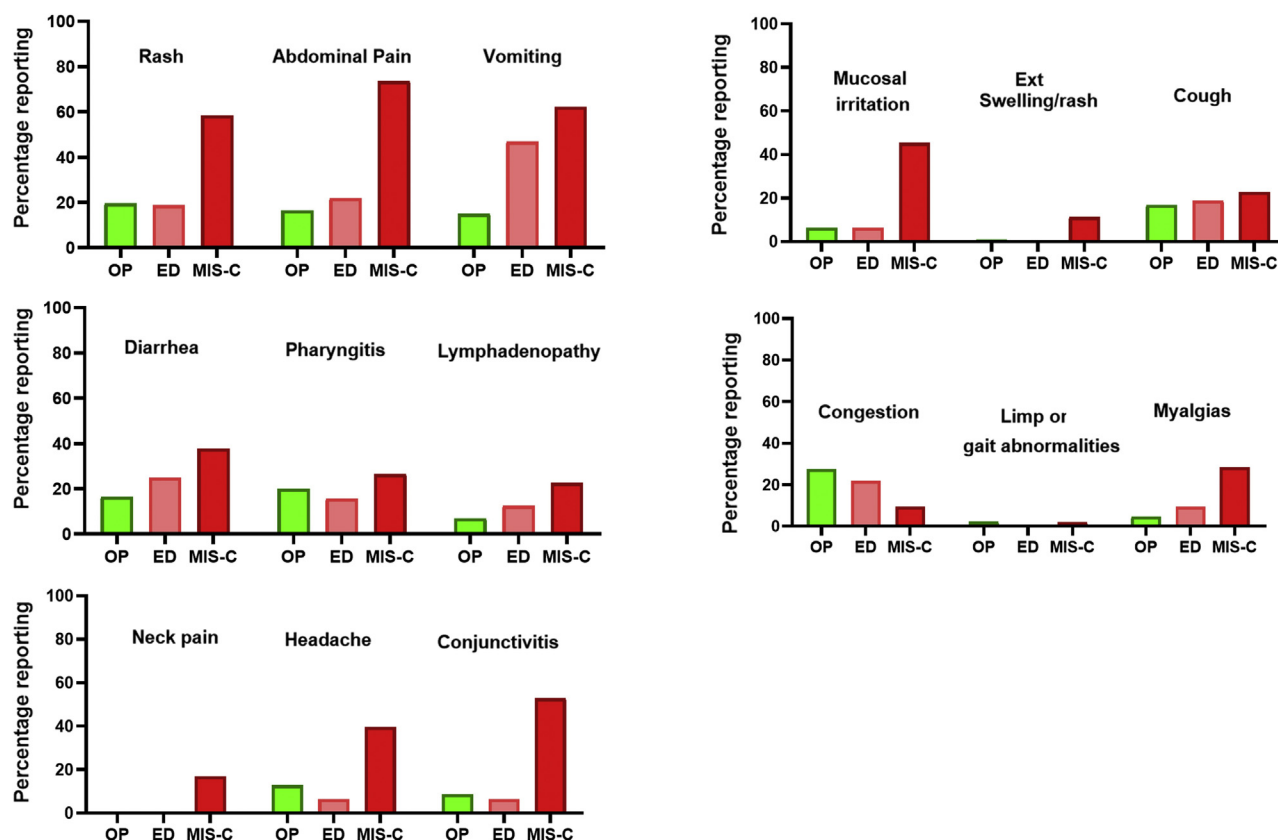 Percentage reporting
100
80
60
40
20
0
Rash
Abdominal Pain
Vomiting
OP ED MIS-C OP ED MIS-C OP ED MIS-C
Percentage reporting
100
80
60
40
20
0
Diarrhea
Pharyngitis
Lymphadenopathy
OP ED MIS-C OP ED MIS-C OP ED MIS-C
Percentage reporting
100
80
60
40
20
0
Neck pain
Headache
Conjunctivitis
OP ED MIS-C OP ED MIS-C OP ED MIS-C
Percentage reporting
100
80
60
40
20
0
Mucosal
irritation
Ext
Swelling/rash
Cough
OP ED MIS-C OP ED MIS-C OP ED MIS-C
Percentage reporting
100
80
60
40
20
0
Congestion
Limp or
gait abnormalities
Myalgias
OP ED MIS-C OP ED MIS-C OP ED MIS-C